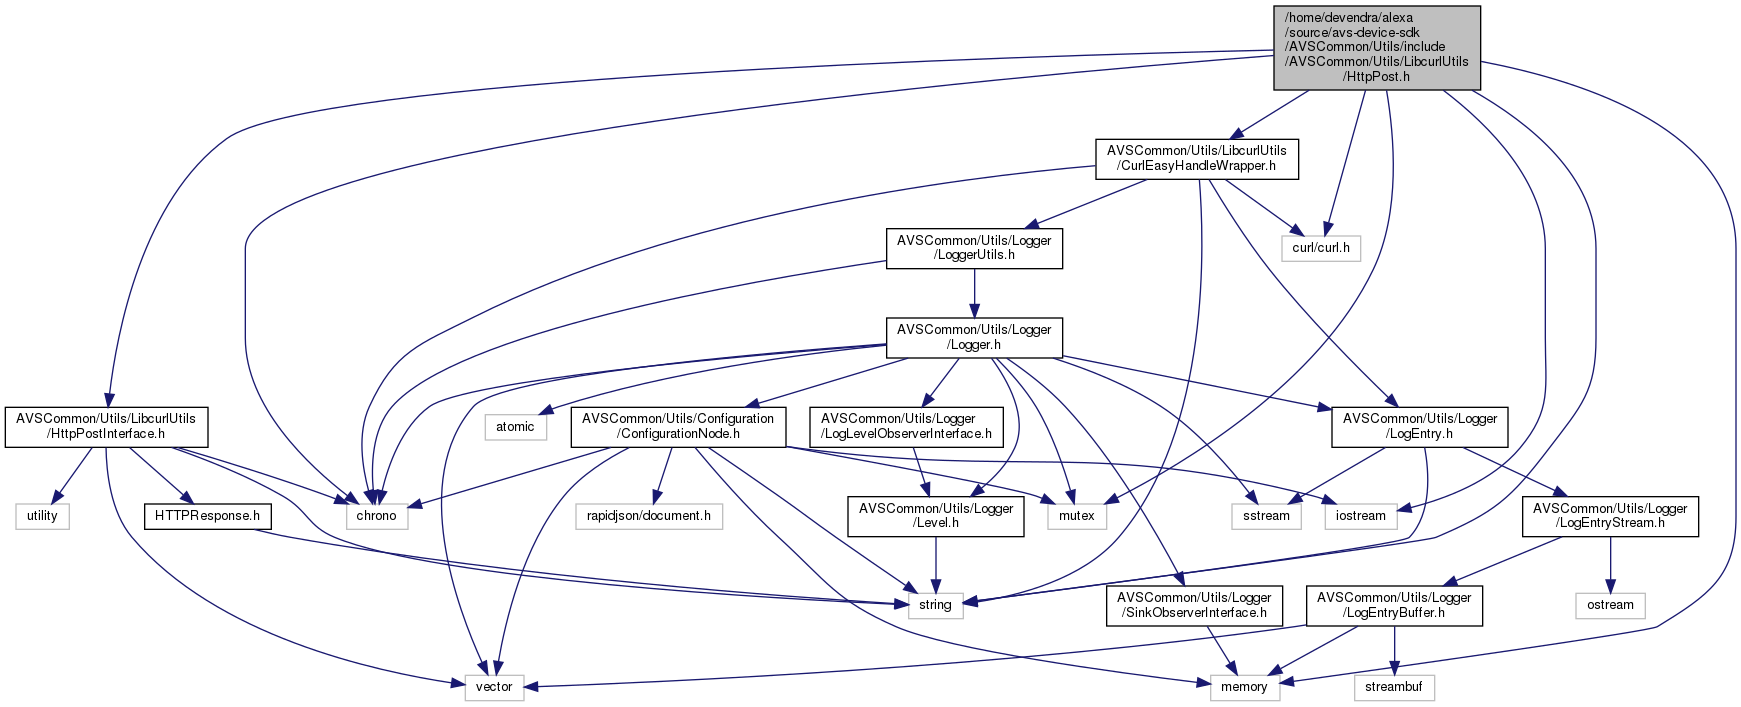 /home/devendra/alexa
/source/avs-device-sdk
/AVSCommon/Utils/include
/AVSCommon/Utils/LibcurlUtils
/HttpPost.h
AVSCommon/Utils/LibcurlUtils
/CurlEasyHandleWrapper.h
AVSCommon/Utils/Logger
/LoggerUtils.h
curl/curl.h
AVSCommon/Utils/Logger
/Logger.h
AVSCommon/Utils/LibcurlUtils
/HttpPostInterface.h
atomic
AVSCommon/Utils/Configuration
/ConfigurationNode.h
AVSCommon/Utils/Logger
/LogLevelObserverInterface.h
AVSCommon/Utils/Logger
/LogEntry.h
utility
HTTPResponse.h
chrono
rapidjson/document.h
AVSCommon/Utils/Logger
/Level.h
mutex
sstream
iostream
AVSCommon/Utils/Logger
/LogEntryStream.h
string
AVSCommon/Utils/Logger
/SinkObserverInterface.h
AVSCommon/Utils/Logger
/LogEntryBuffer.h
ostream
vector
memory
streambuf